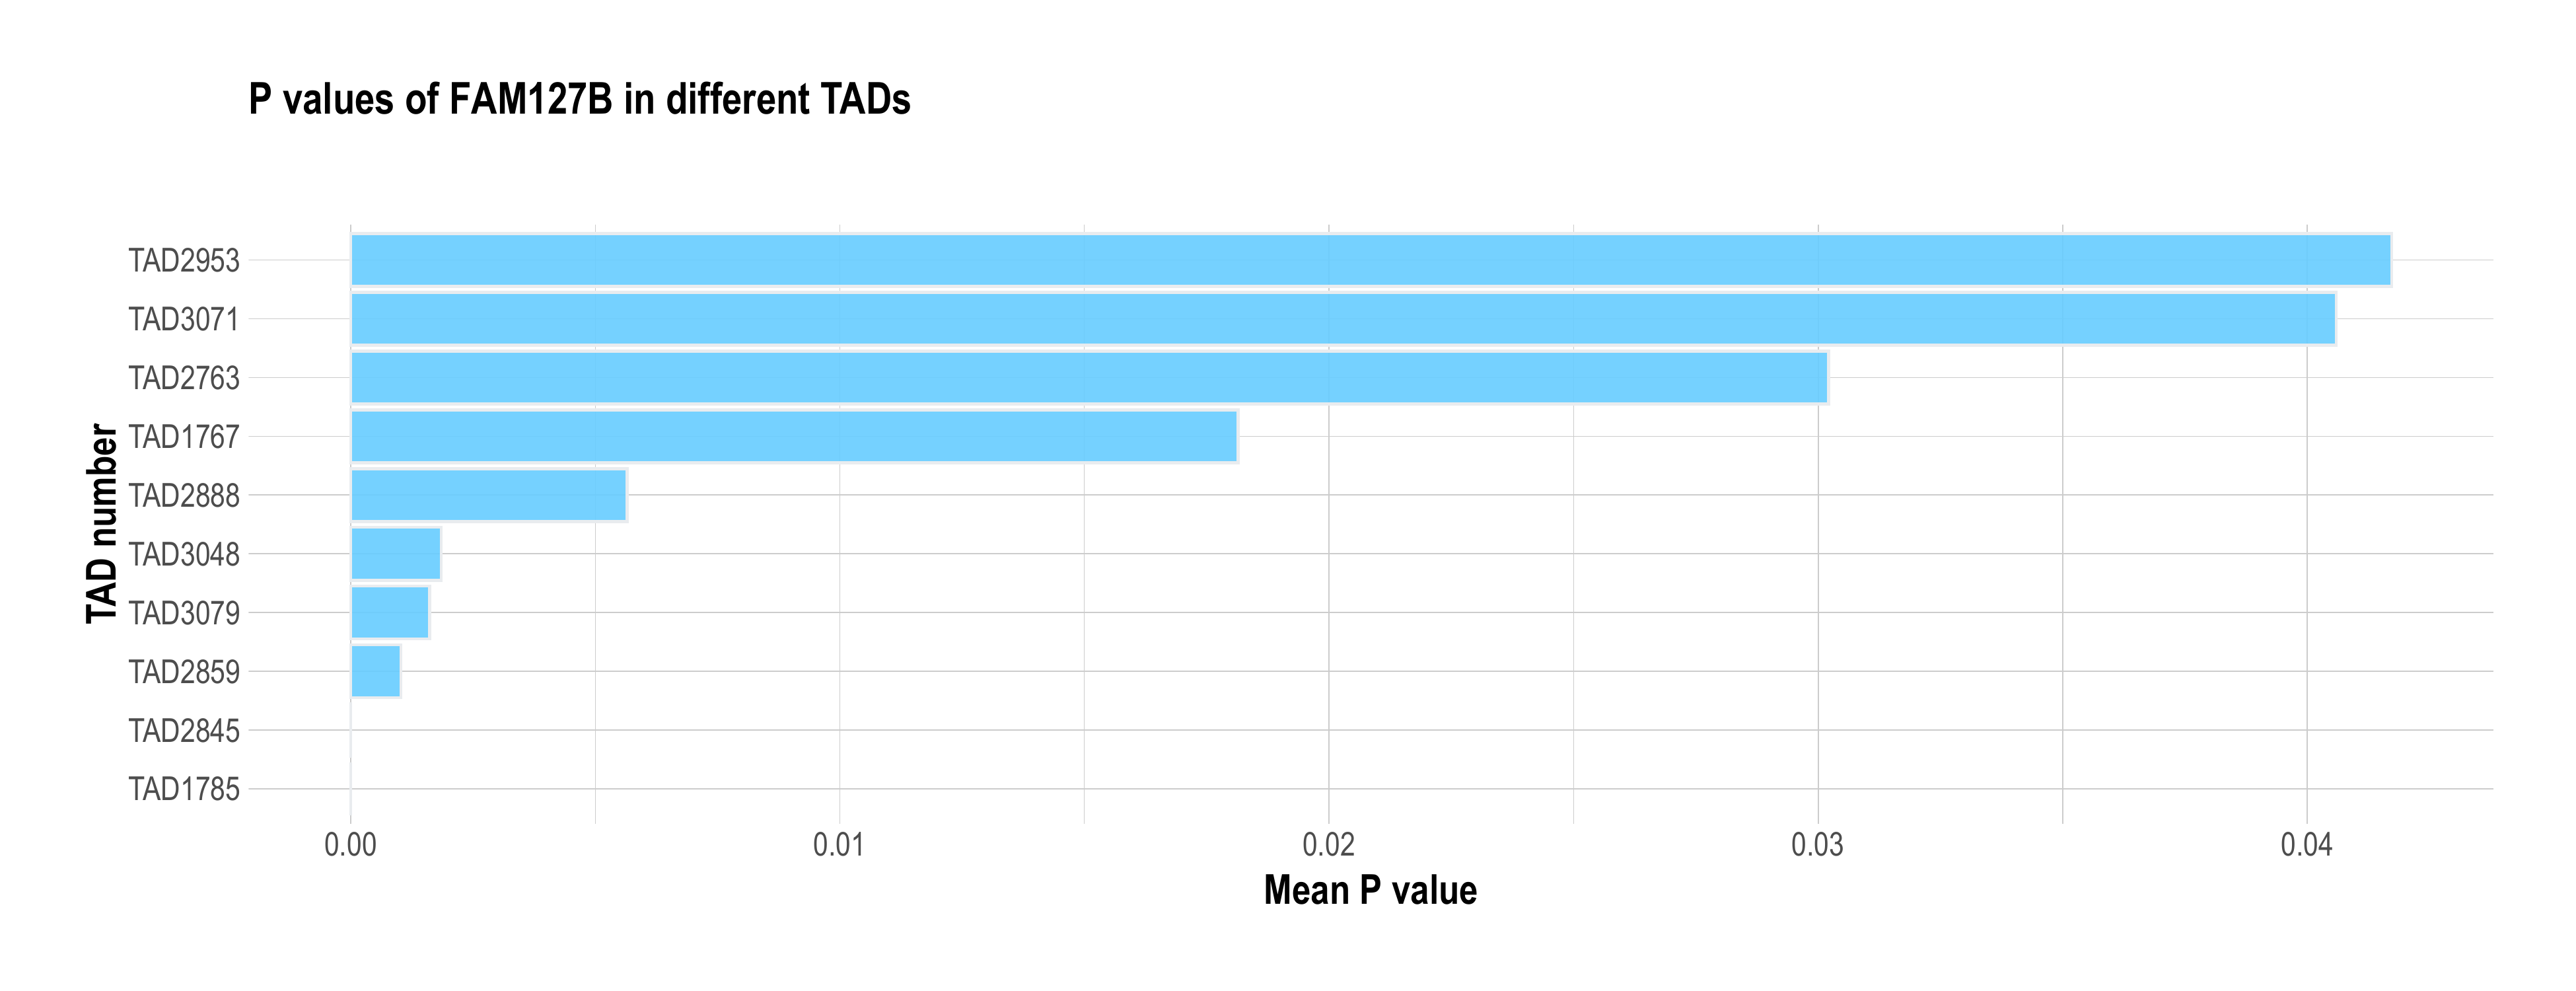 P values of FAM127B in different TADs
TAD number
TAD2953
TAD3071
TAD2763
TAD1767
TAD2888
TAD3048
TAD3079
TAD2859
TAD2845
TAD1785
0.00 0.01 0.02 0.03 0.04
Mean P value